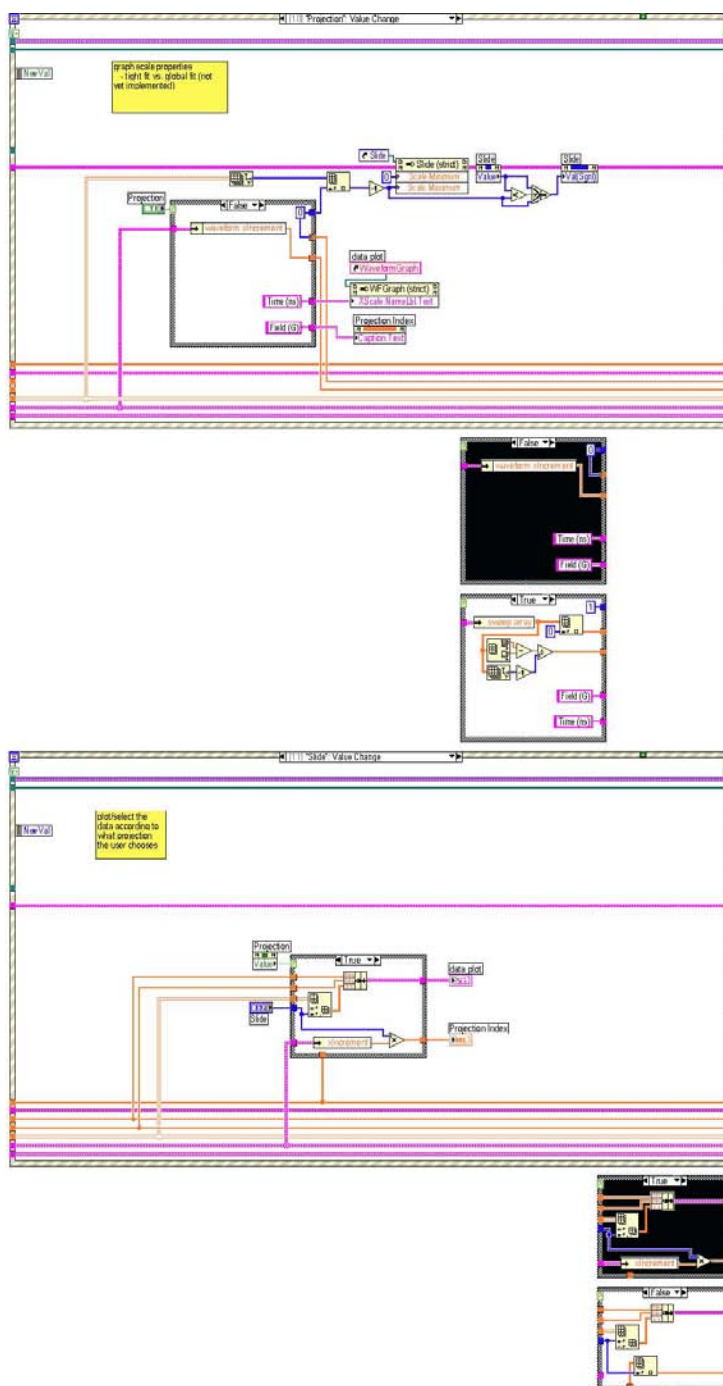 "Projection": Value Change
NewVal
graph scale properties
- tight fit vs. global fit (not
yet implemented)
Slide
Slide (strict)
0
Scale Minimum
Scale Maximum
Slide
Value
Slide
Val(Sgnl)
Projection
False
0
waveform xIncrement
data plot
WaveformGraph
WFGraph (strict)
XScale.NameLbl.Text
Time (ns)
Projection Index
Field (G)
Caption.Text
False
0
waveform xIncrement
Time (ns)
Field (G)
True
1
sweep array
0
Field (G)
Time (ns)
"Slide": Value Change
NewVal
plot/select the
data according to
what projection
the user chooses
Projection
Value
True
data plot
Slide
Projection Index
xIncrement
True
xIncrement
False